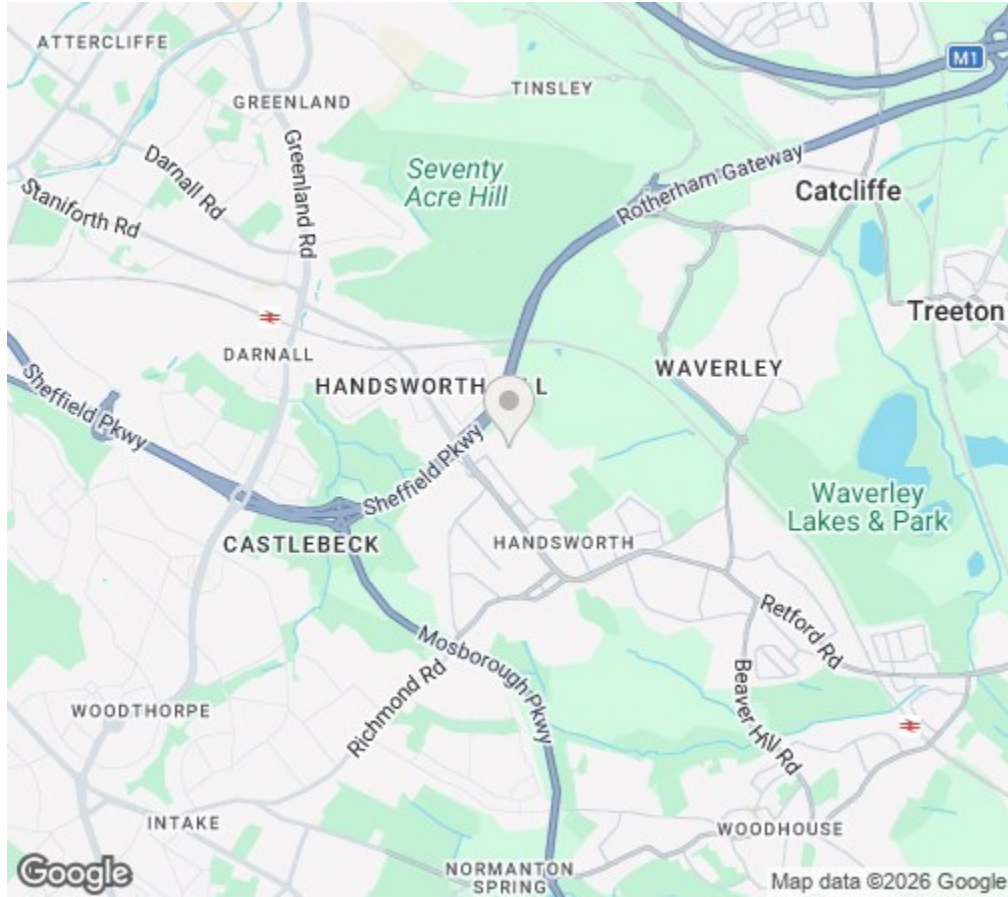 ATTERCLIFFE
M1
TINSLEY
GREENLAND
Darnall Rd
Greenland Rd
Seventy
Acre Hill
Rotherham Gateway
Catcliffe
Staniforth Rd
Treeton
DARNALL
WAVERLEY
HANDSWORTH
Sheffield Pkwy
Sheffield Pkwy
Waverley
Lakes & Park
CASTLEBECK
HANDSWORTH
Retford Rd
Mosborough Pkwy
Richmond Rd
Beaver Hill Rd
WOODTHORPE
INTAKE
WOODHOUSE
NORMANTON
SPRING
Google
Map data ©2026 Google